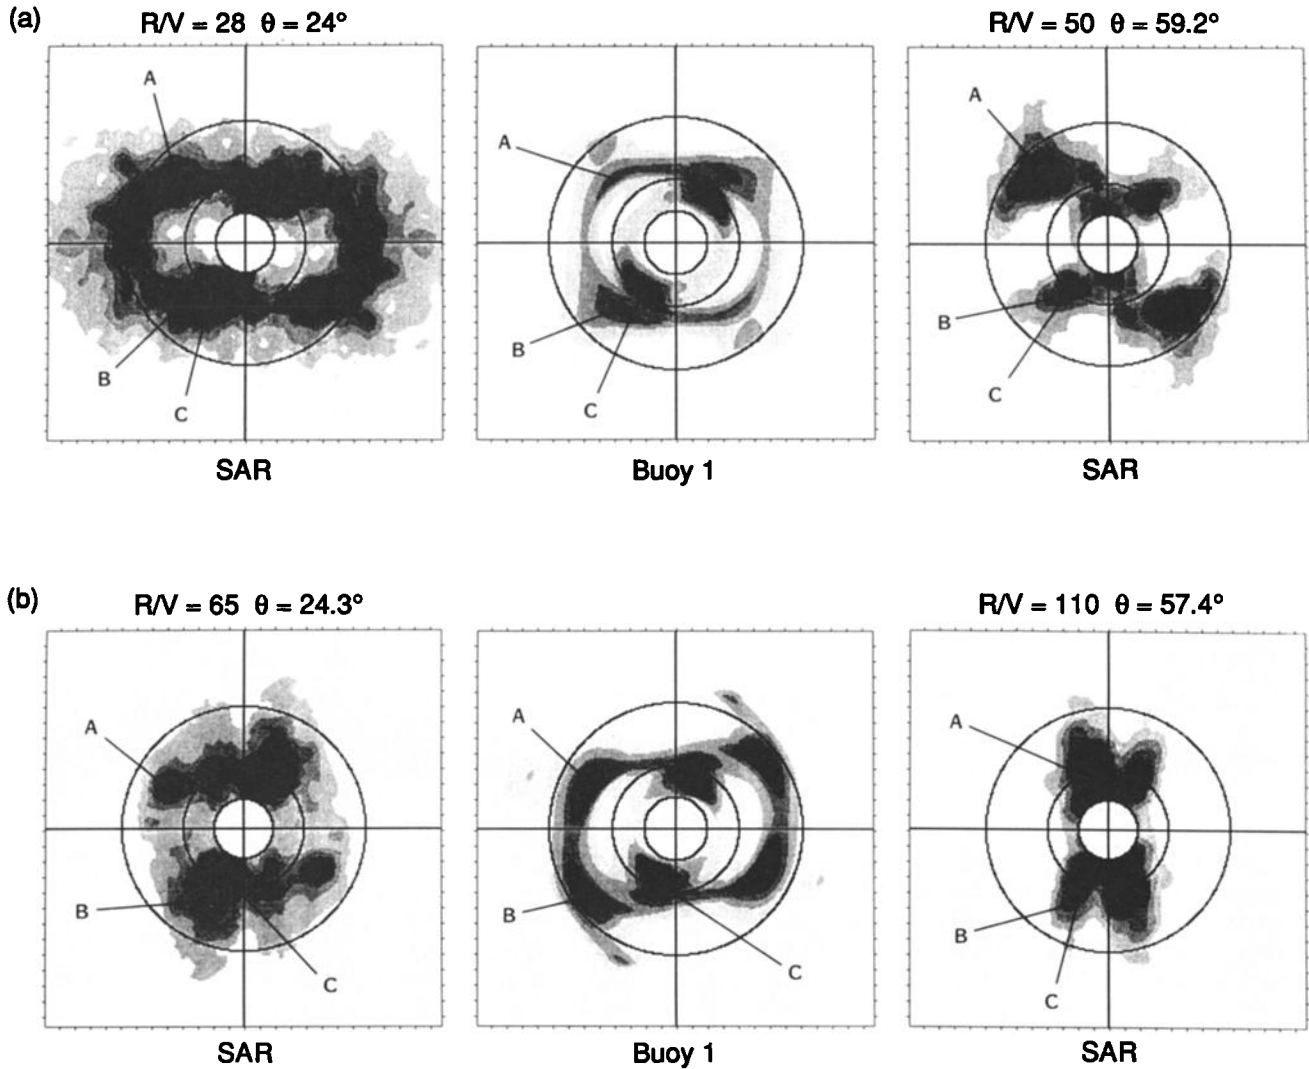 (a)
R/V = 28 θ = 24°
R/V = 50 θ = 59.2°
A
B
C
A
B
C
A
B
C
SAR
Buoy 1
SAR
(b)
R/V = 65 θ = 24.3°
R/V = 110 θ = 57.4°
A
B
C
A
B
C
A
B
C
SAR
Buoy 1
SAR